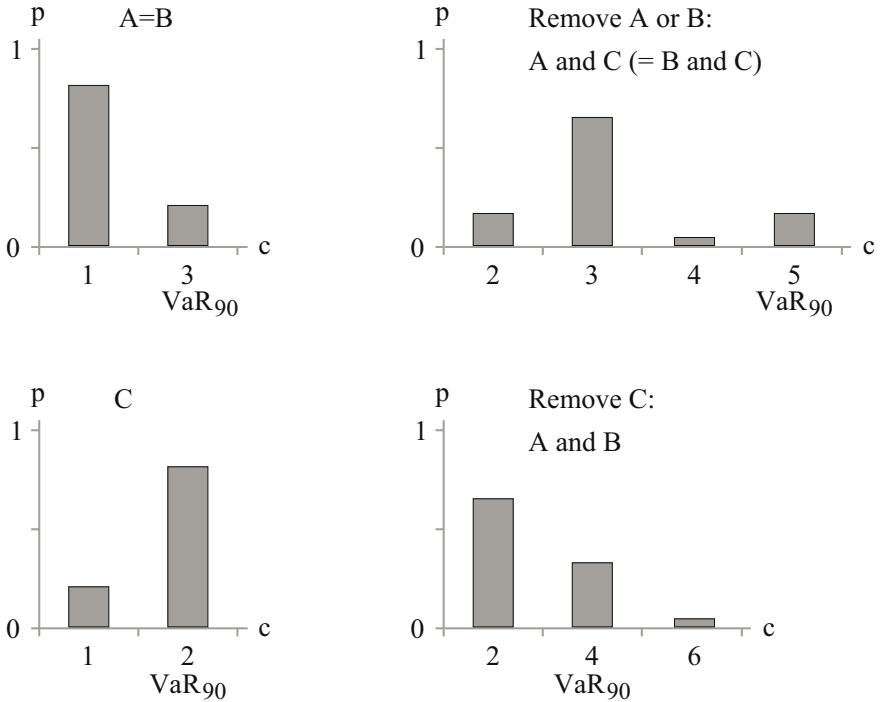 p
A=B
1
0
1 3
c
VaR90
p
Remove A or B:
A and C (= B and C)
1
0
2 3 4 5
c
VaR90
p
C
1
0
1 2
c
VaR90
p
Remove C:
A and B
1
0
2 4 6
c
VaR90